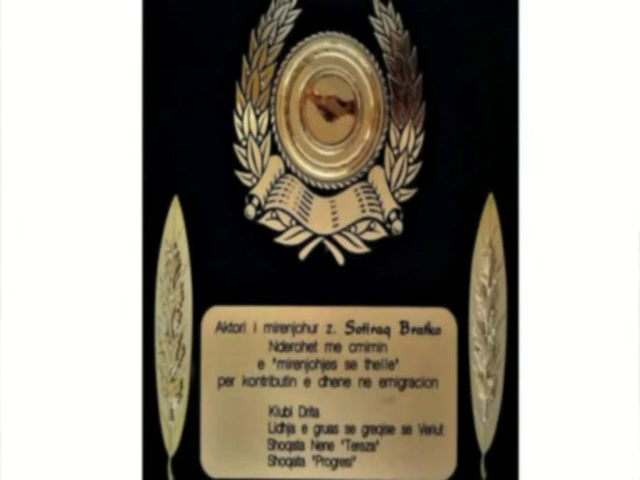 Aktori i mirenjohur z. Sotiraq Bratko
Nderohet me cmimin
e "mirenjohjes se thelle"
per kontributin e dhene ne emigracion
Klubi Drita
Lidhja e gruas se greqise se Veriut
Shoqata Nene "Tereza"
Shoqata "Progresi"